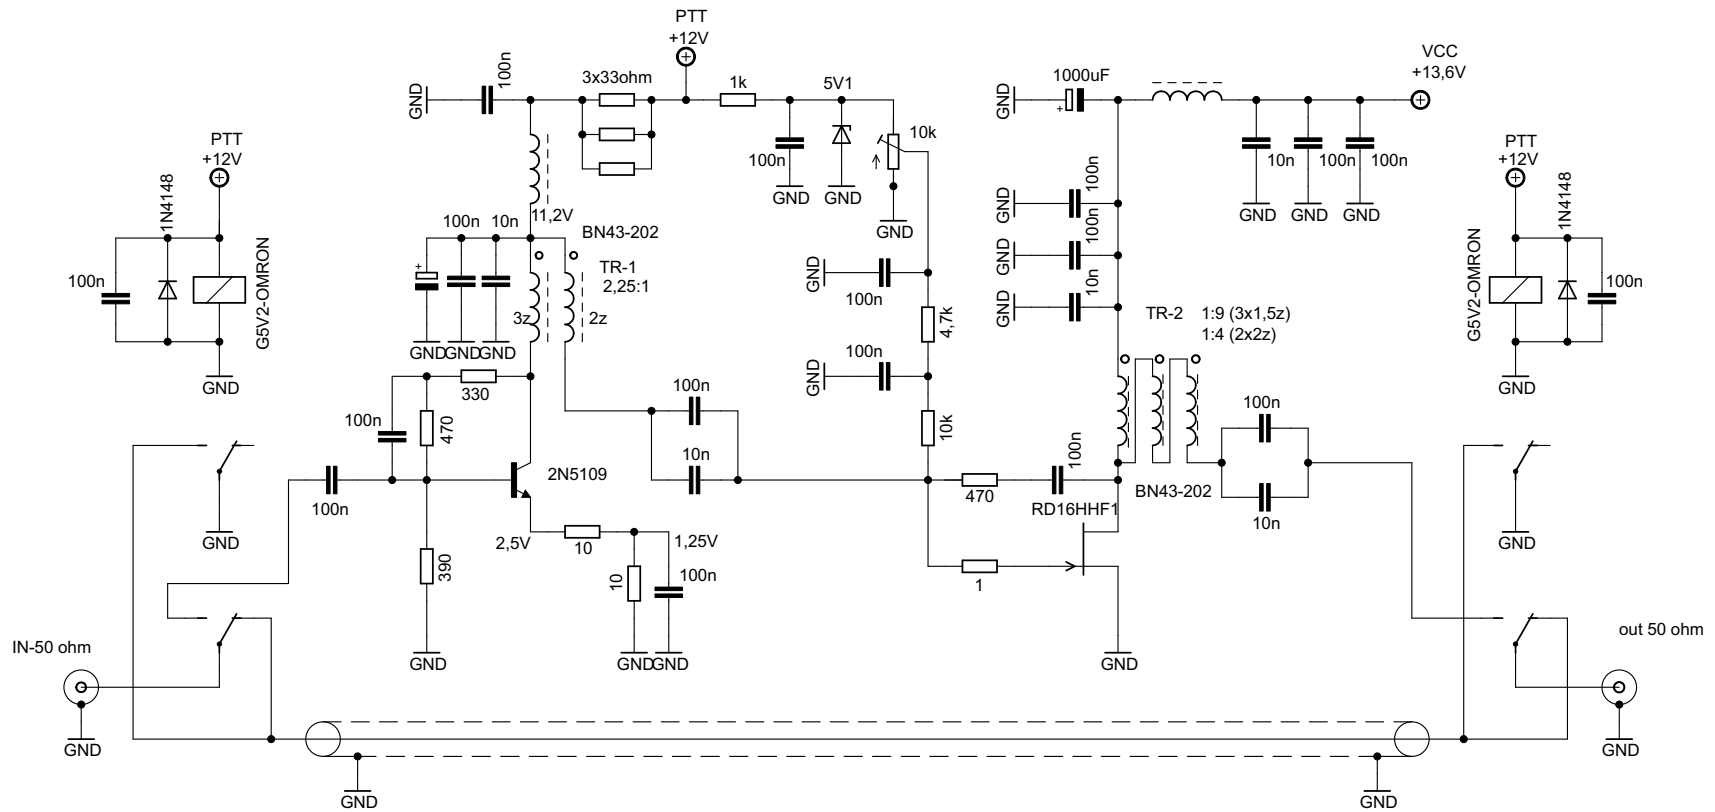 PTT
+12V
100n
3x33ohm
1k
5V1
10k
GND
100n
GND
GND
GND
1000uF
GND
VCC
+13,6V
10n
100n
100n
GND
GND
GND
PTT
+12V
1N4148
100n
G5V2-OMRON
GND
11,2V
100n
10n
BN43-202
TR-1
2,25:1
3z
2z
GND
GND
GND
GND
100n
4,7k
GND
100n
10k
GND
100n
GND
100n
GND
10n
TR-2
1:9 (3x1,5z)
1:4 (2x2z)
PTT
+12V
1N4148
100n
G5V2-OMRON
GND
330
100n
470
100n
2N5109
390
GND
2,5V
10
1,25V
10
100n
GND
GND
100n
10n
470
100n
RD16HHF1
1
GND
BN43-202
100n
10n
GND
GND
IN-50 ohm
GND
out 50 ohm
GND
GND
GND